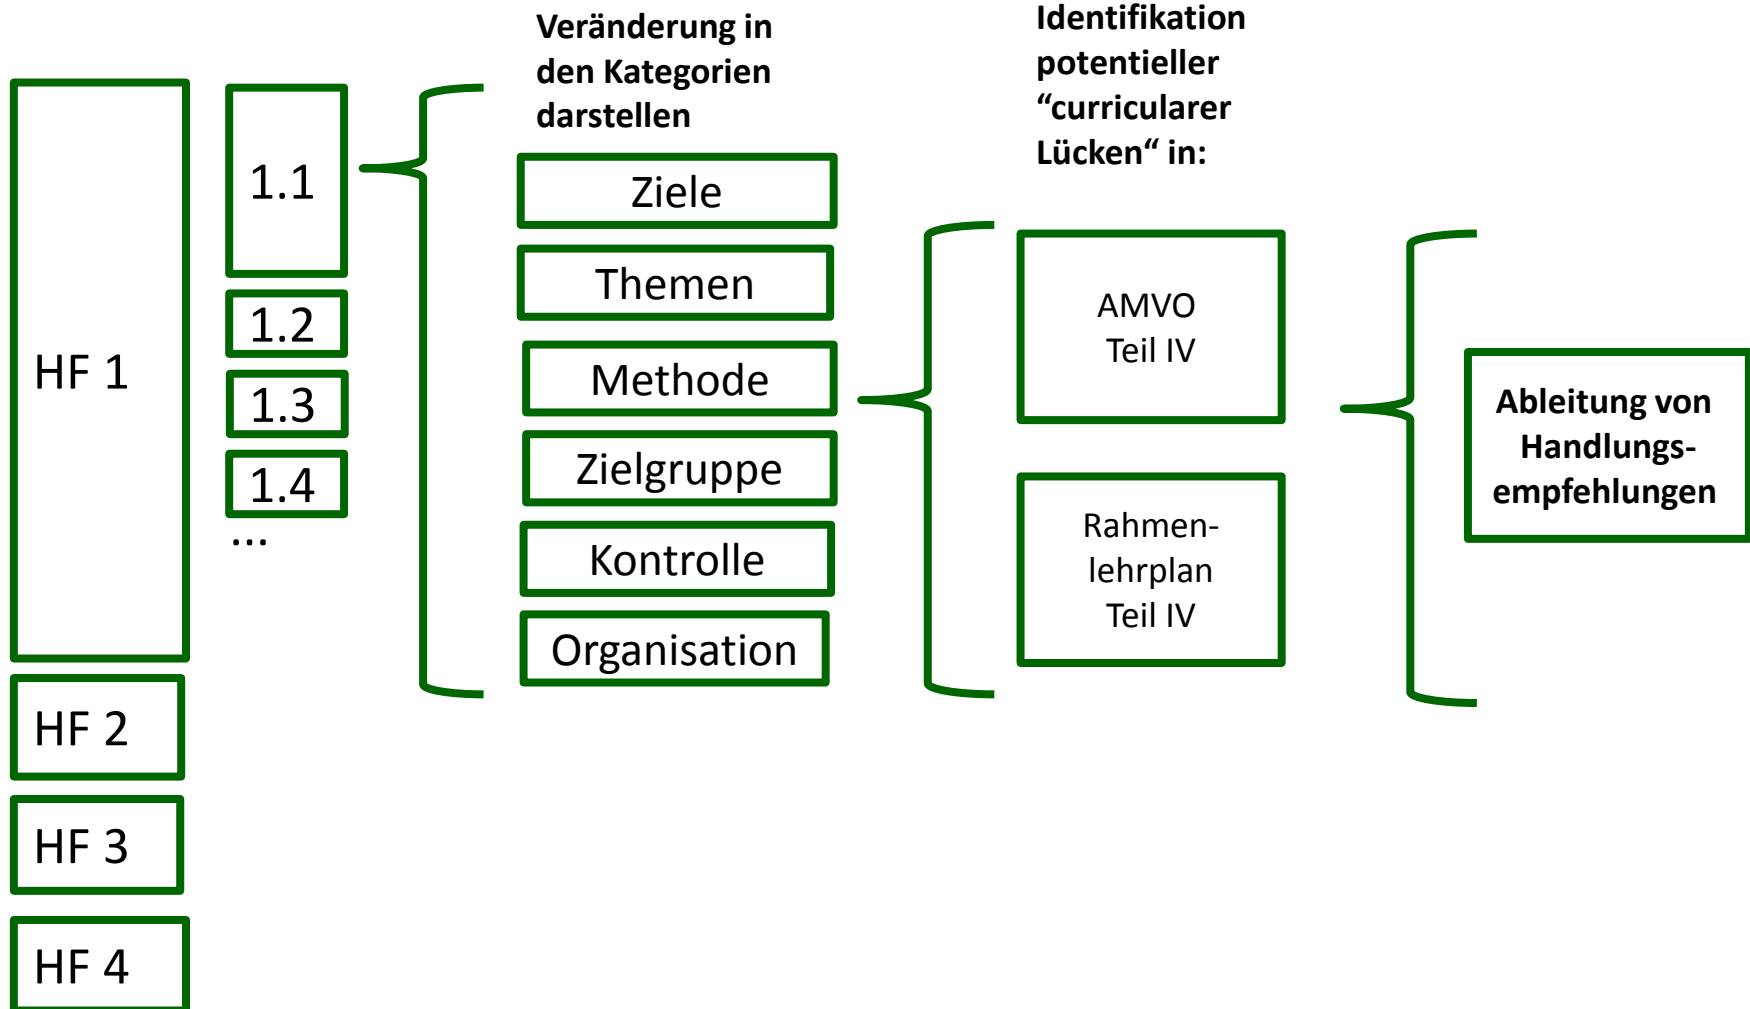 HF 1
HF 2
HF 3
HF 4
1.1
1.2
1.3
1.4
...
Veränderung in
den Kategorien
darstellen
Ziele
Themen
Methode
Zielgruppe
Kontrolle
Organisation
Identifikation
potentieller
“curricularer
Lücken“ in:
AMVO
Teil IV
Rahmen-
lehrplan
Teil IV
Ableitung von
Handlungs-
empfehlungen